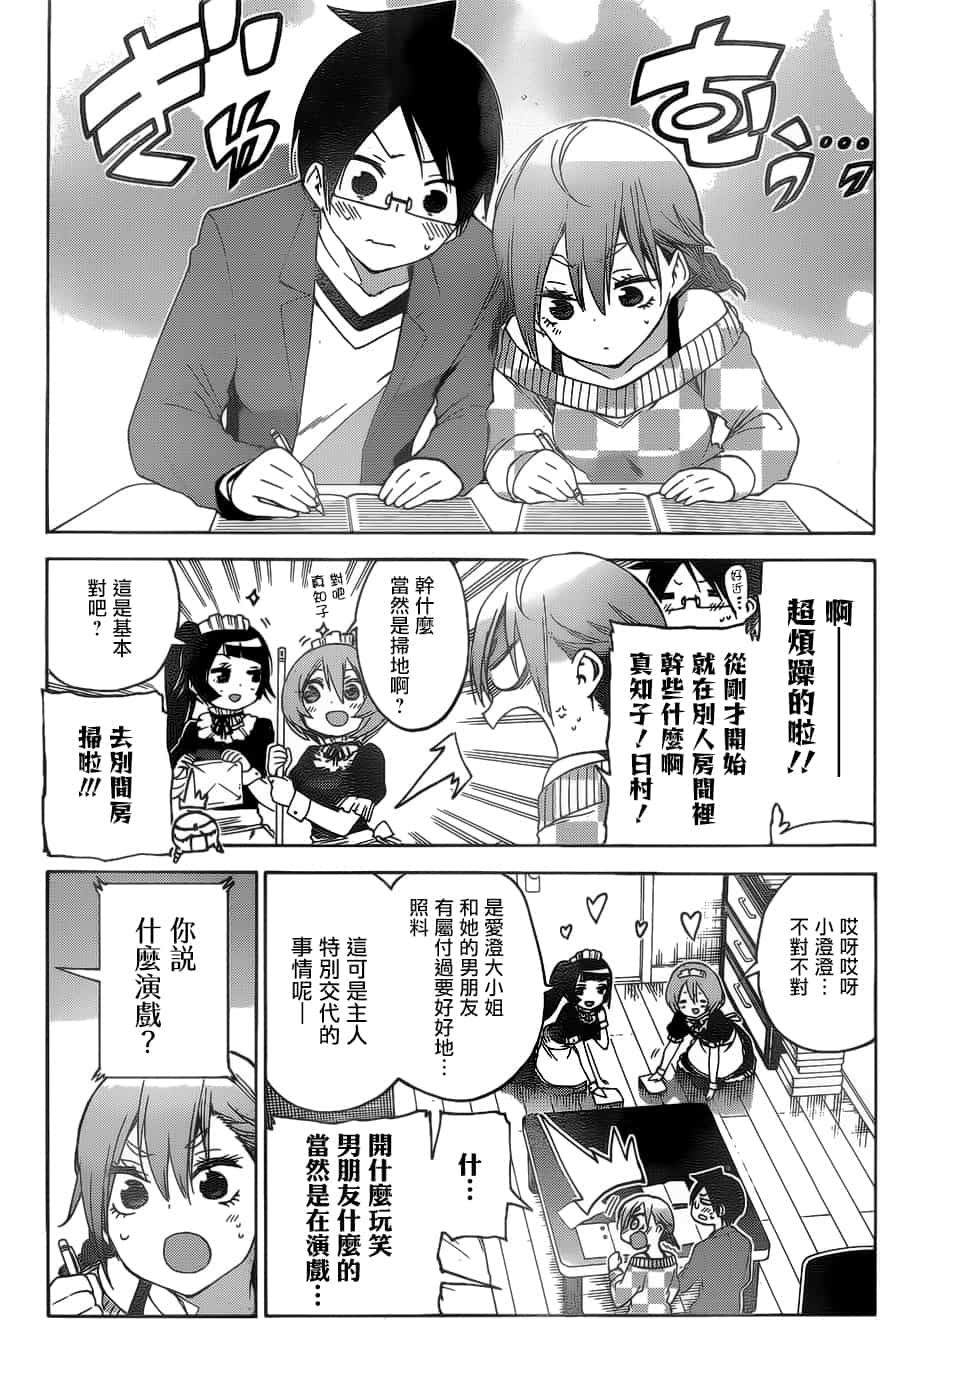 ぎゅ
むぅ……
啊——
超煩躁的啦!!
好近…
從剛才開始
就在別人房間裡
幹些什麼啊
真知子！日村！
幹什麼
當然是掃地啊？
對吧
真知子
這是基本
對吧？
去別間房
掃啦!!!
哎呀哎呀
小澄澄…
不對不對
是愛澄大小姐
和她的男朋友
有屬付過要好好地…
照料
這可是主人
特別交代的
事情呢—
什…
開什麼玩笑
男朋友什麼的
當然是在演戲…
你説
什麼演戲？